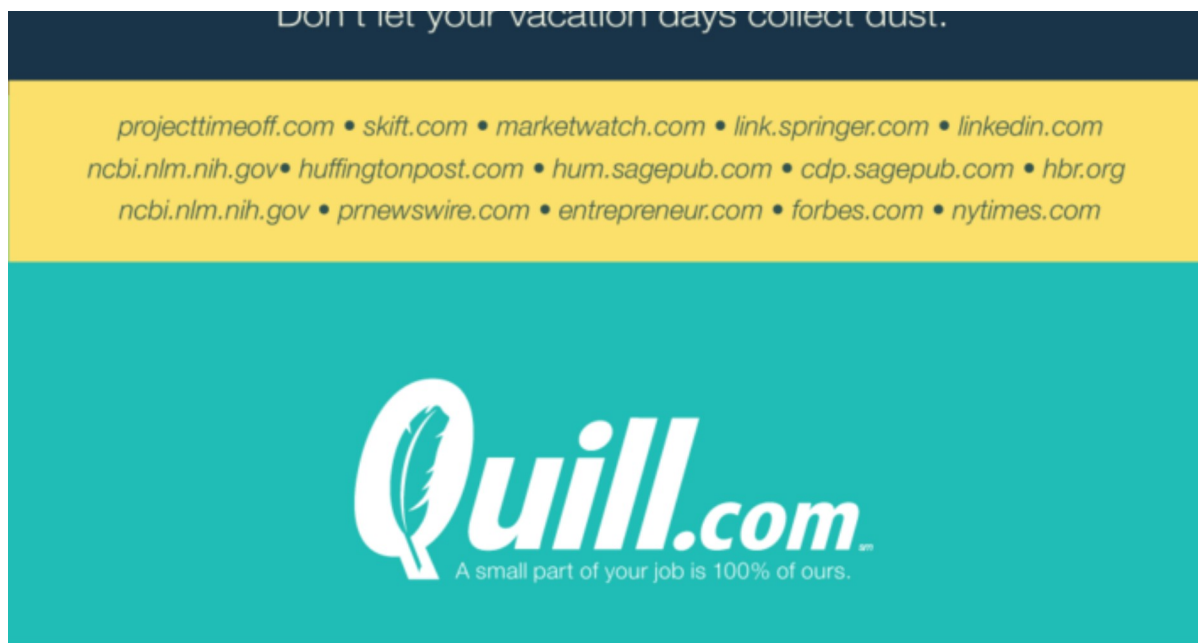 Don't let your vacation days collect dust.
projecttimeoff.com • skift.com • marketwatch.com • link.springer.com • linkedin.com
ncbi.nlm.nih.gov• huffingtonpost.com • hum.sagepub.com • cdp.sagepub.com • hbr.org
ncbi.nlm.nih.gov • prnewswire.com • entrepreneur.com • forbes.com • nytimes.com
Quill.com℠
A small part of your job is 100% of ours.